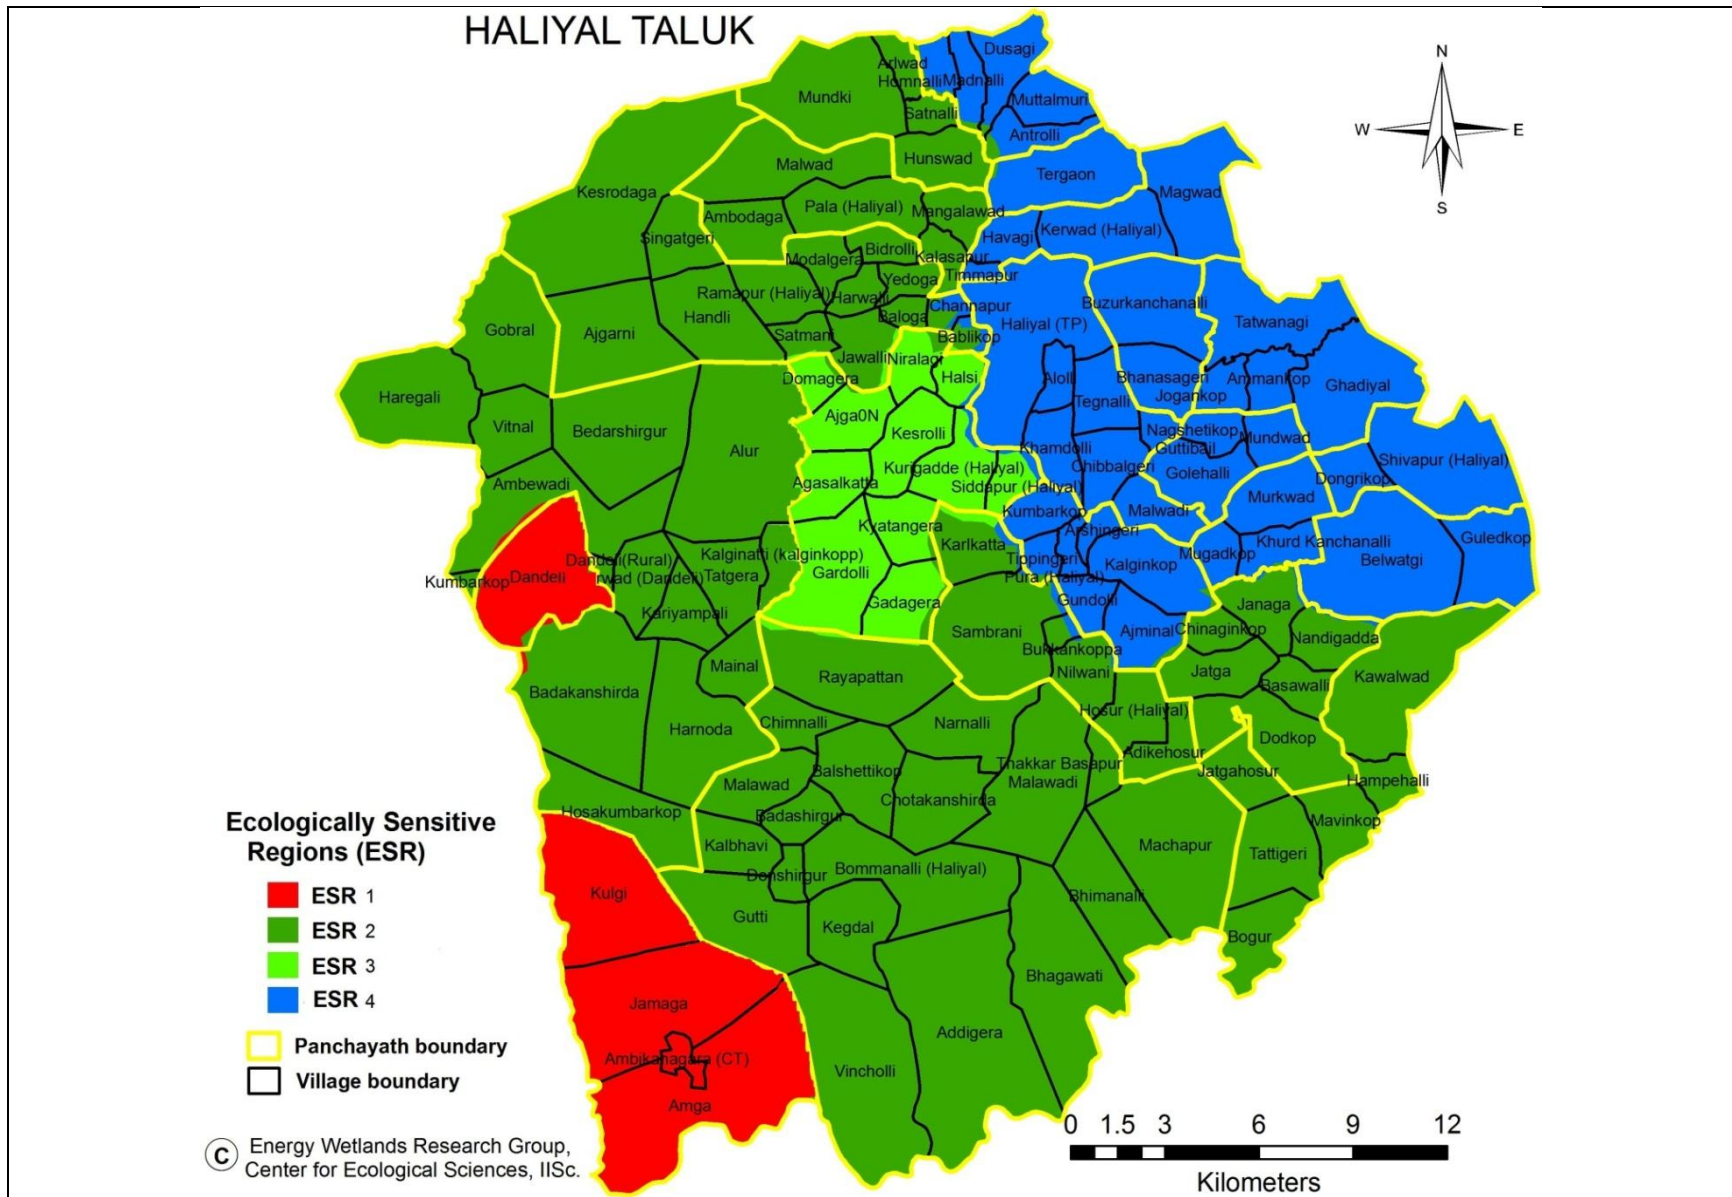 HALIYAL TALUK
N
W
E
S
Dusagi
Arlwad
Homnalli
Madnalli
Mundki
Muttalmuri
Satnalli
Antrolli
Hunswad
Malwad
Tergaon
Kesrodaga
Magwad
Pala (Haliyal)
Ambodaga
Mangalawad
Kerwad (Haliyal)
Singatgeri
Havagi
Bidrolli
Kalasapur
Modalgera
Timmapur
Yedoga
Ramapur (Haliyal)
Harwalli
Buzurkanchanalli
Channapur
Handli
Baloga
Haliyal (TP)
Tatwanagi
Gobral
Ajgarni
Satmani
Bablikop
Jawalli
Niralagi
Domagera
Halsi
Aloli
Bhanasageri
Ammankop
Ghadiyal
Haregali
Jogankop
Tegnalli
Ajga0N
Vitnal
Bedarshirgur
Kesrolli
Nagshetikop
Mundwad
Alur
Khamdolli
Guttibail
Shivapur (Haliyal)
Kurigadde (Haliyal)
Chibbalgeri
Golehalli
Dongrikop
Ambewadi
Agasalkatta
Siddapur (Haliyal)
Murkwad
Kumbarkop
Malwadi
Kyatangera
Arshingeri
Guledkop
Karlkatta
Khurd Kanchanalli
Mugadkop
Kalginatti (kalginkopp)
Dandeli(Rural)
Tippingeri
Belwatgi
Kalginkop
Gardolli
Kumbarkop
Dandeli
rwad (Dandeli)
Tatgera
Pura (Haliyal)
Gundolli
Gadagera
Janaga
Kariyampali
Sambrani
Ajminal
Chinaginkop
Nandigadda
Bukkankoppa
Mainal
Nilwani
Jatga
Rayapattan
Kawalwad
Basawalli
Badakanshirda
Hosur (Haliyal)
Chimnalli
Narnalli
Harnoda
Dodkop
Adikehosur
Thakkar Basapur
Balshettikop
Jatgahosur
Malawad
Malawadi
Hampehalli
Chotakanshirda
Hosakumbarkop
Badashirgur
Mavinkop
Kalbhavi
Machapur
Tattigeri
Bommanalli (Haliyal)
Donshirgur
Kulgi
Bhimanalli
Gutti
Kegdal
Bogur
Bhagawati
Jamaga
Addigera
Ambikanagara (CT)
Vincholli
Amga
Ecologically Sensitive
Regions (ESR)
ESR 1
ESR 2
ESR 3
ESR 4
Panchayath boundary
Village boundary
C Energy Wetlands Research Group,
Center for Ecological Sciences, IISc.
0 1.5 3 6 9 12
Kilometers